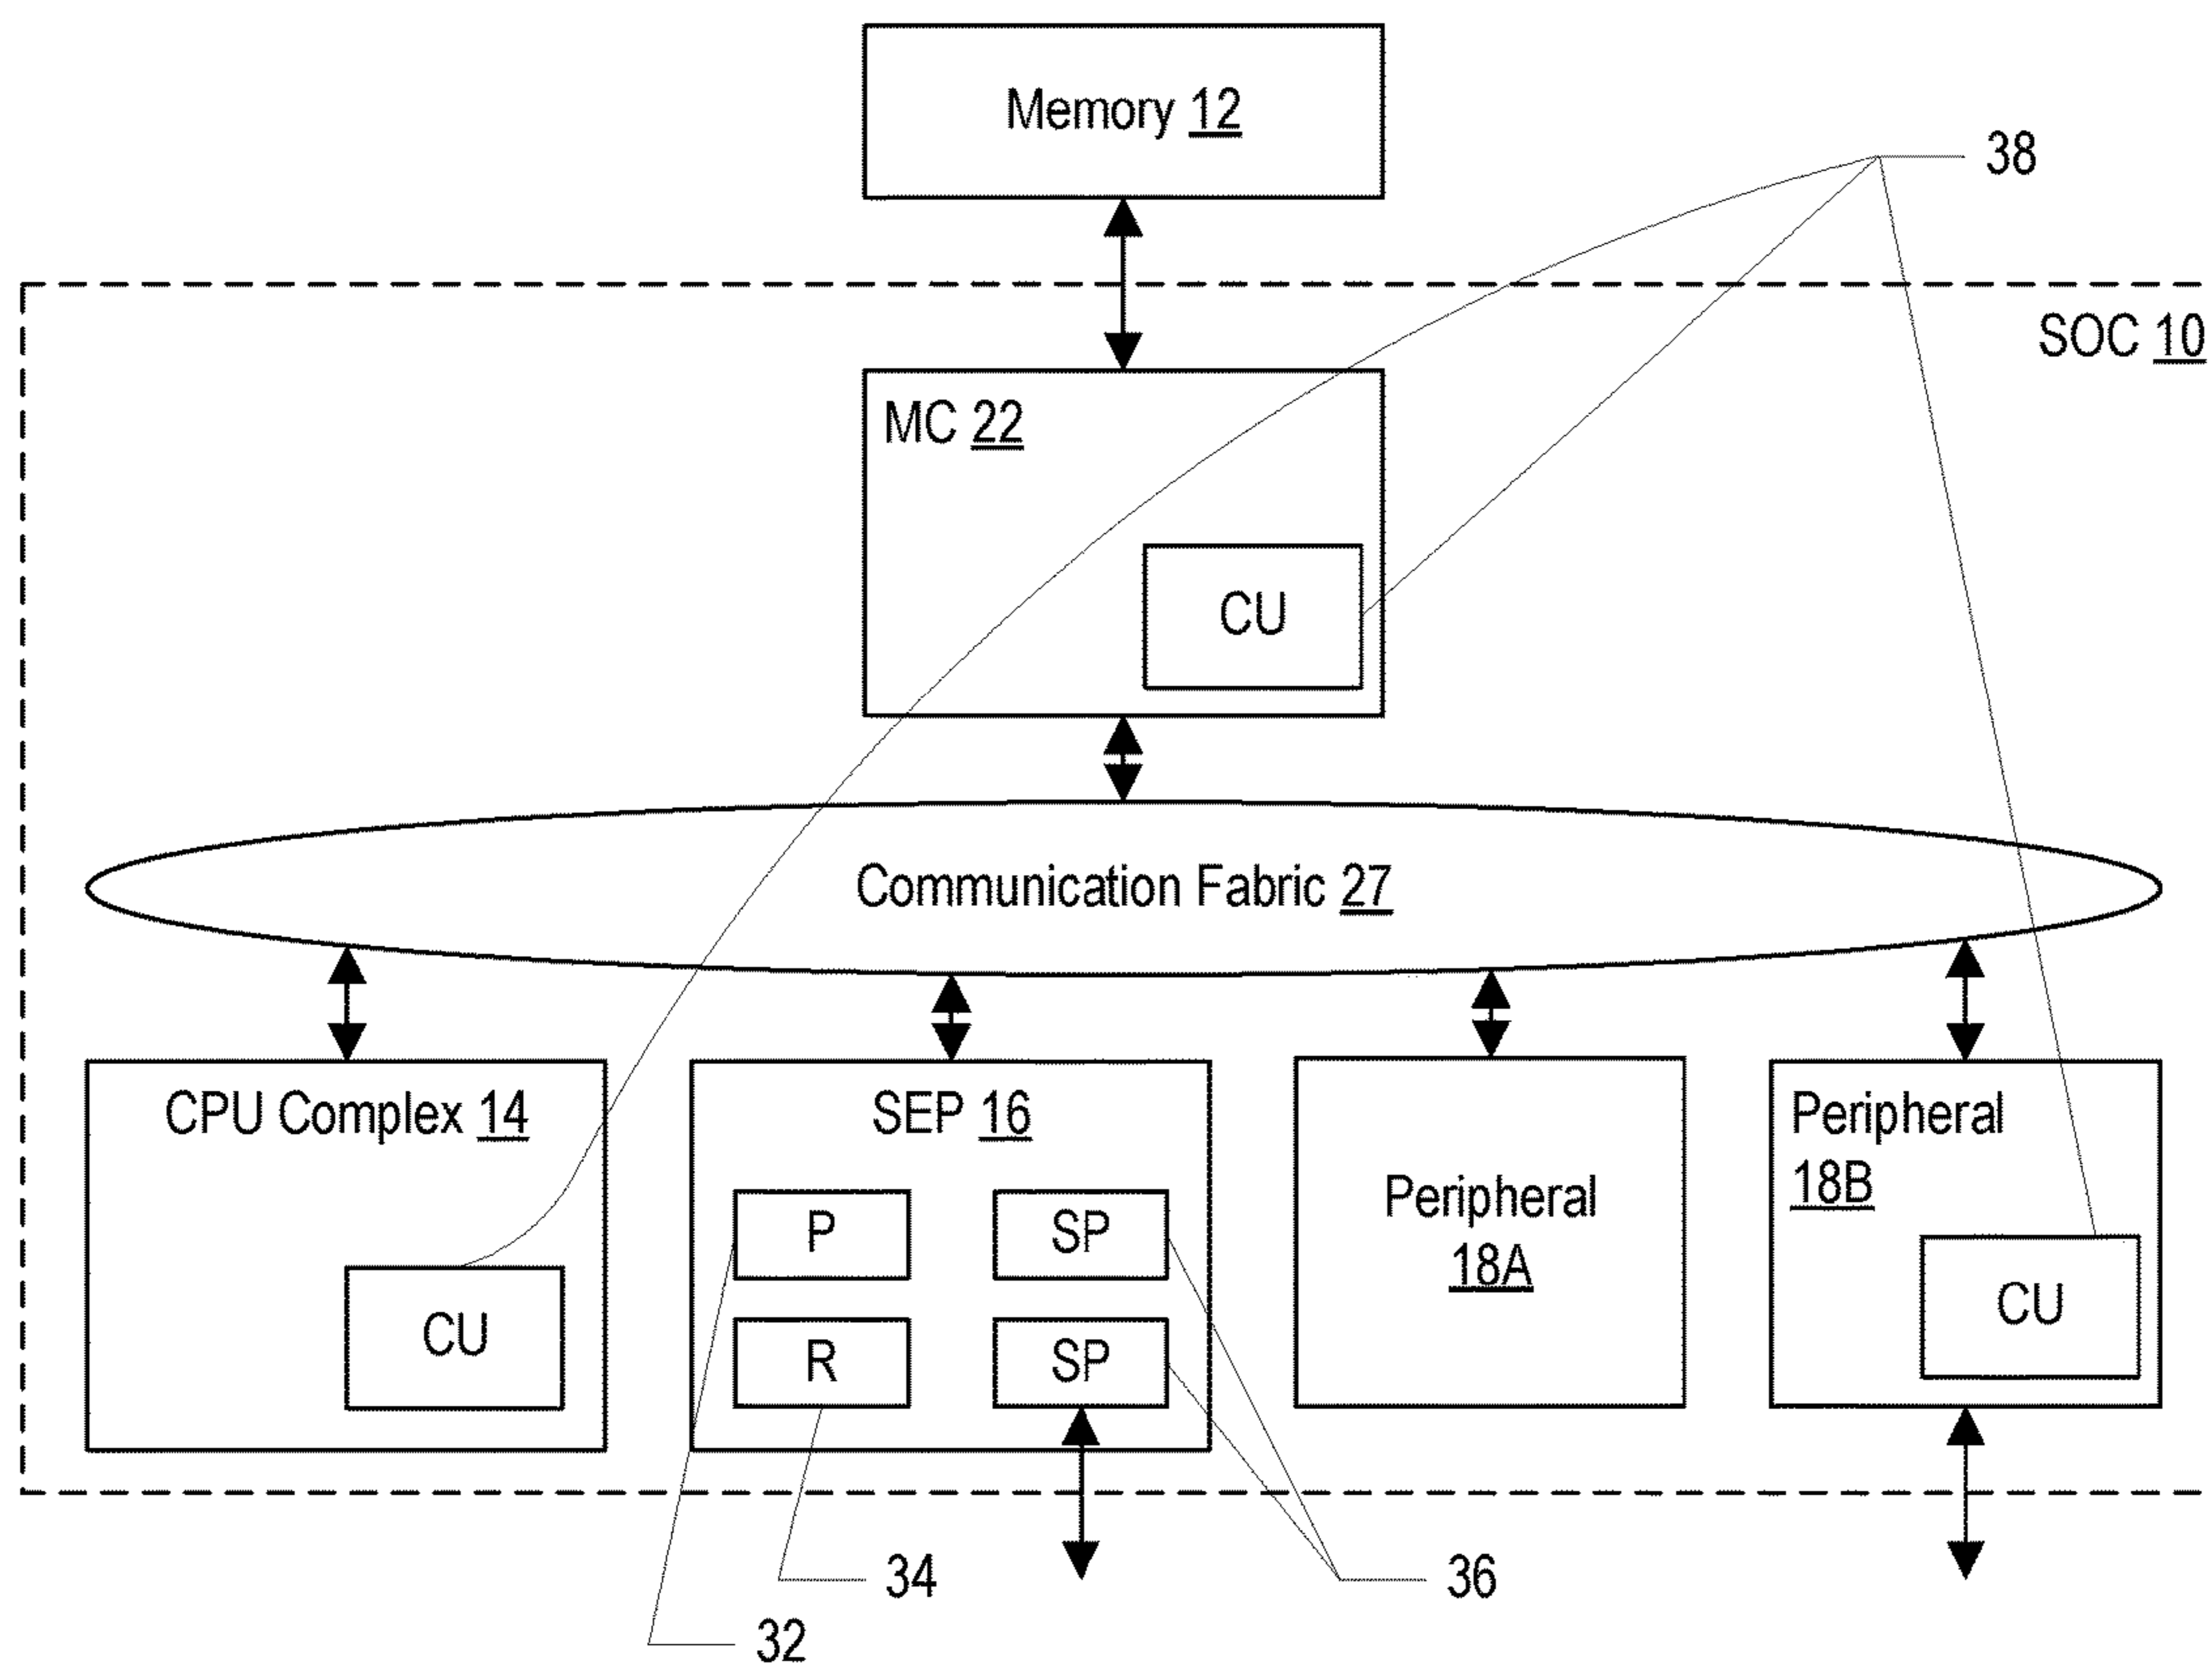 Memory 12
38
SOC 10
MC 22
CU
Communication Fabric 27
CPU Complex 14
CU
SEP 16
P
SP
R
SP
Peripheral
18A
Peripheral
18B
CU
34
36
32